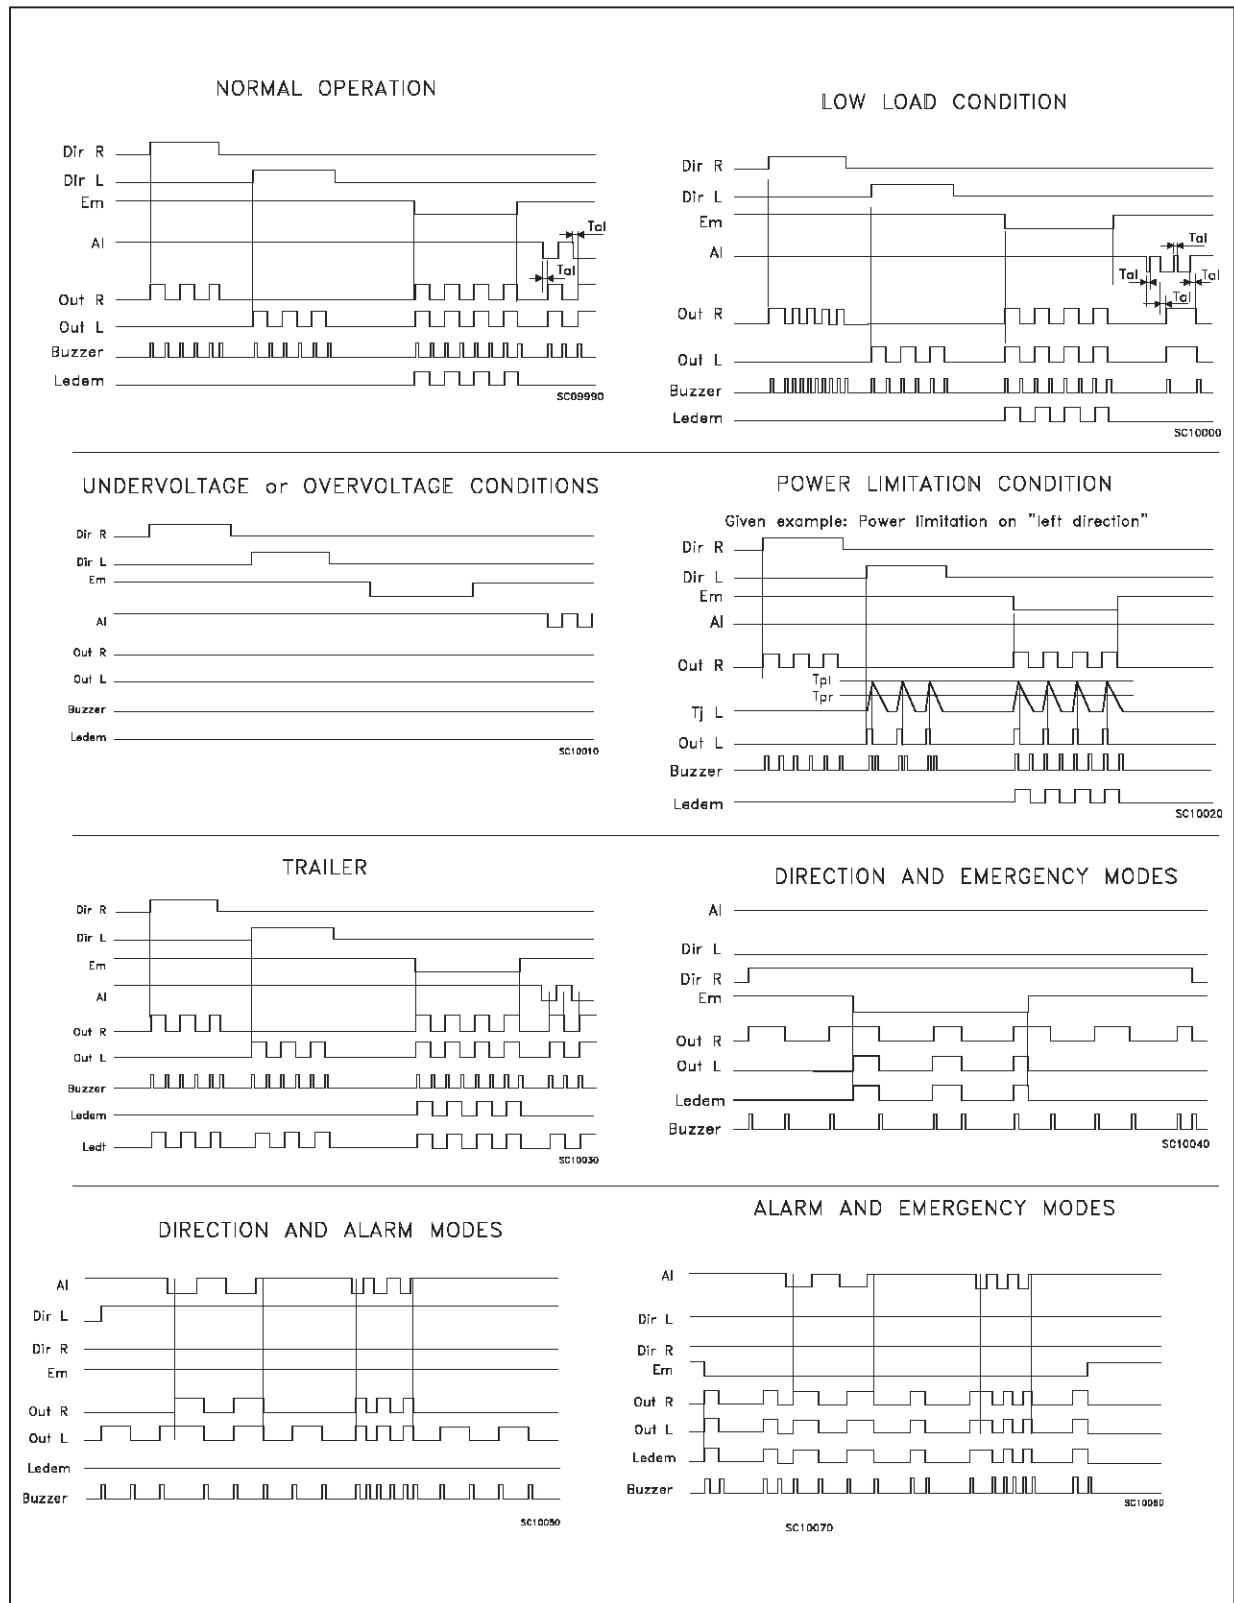 NORMAL OPERATION
Dir R
Dir L
Em
Al
Tal
Tal
Out R
Out L
Buzzer
Ledem
SC09990
LOW LOAD CONDITION
Dir R
Dir L
Em
Al
Tal
Tal
Tal
Tal
Out R
Out L
Buzzer
Ledem
SC10000
UNDERVOLTAGE or OVERVOLTAGE CONDITIONS
Dir R
Dir L
Em
Al
Out R
Out L
Buzzer
Ledem
SC10010
POWER LIMITATION CONDITION
Given example: Power limitation on "left direction"
Dir R
Dir L
Em
Al
Out R
Tpl
Tpr
Tj L
Out L
Buzzer
Ledem
SC10020
TRAILER
Dir R
Dir L
Em
Al
Out R
Out L
Buzzer
Ledem
Ledt
SC10030
DIRECTION AND EMERGENCY MODES
Al
Dir L
Dir R
Em
Out R
Out L
Ledem
Buzzer
SC10040
DIRECTION AND ALARM MODES
Al
Dir L
Dir R
Em
Out R
Out L
Ledem
Buzzer
SC10050
ALARM AND EMERGENCY MODES
Al
Dir L
Dir R
Em
Out R
Out L
Ledem
Buzzer
SC10060
SC10070